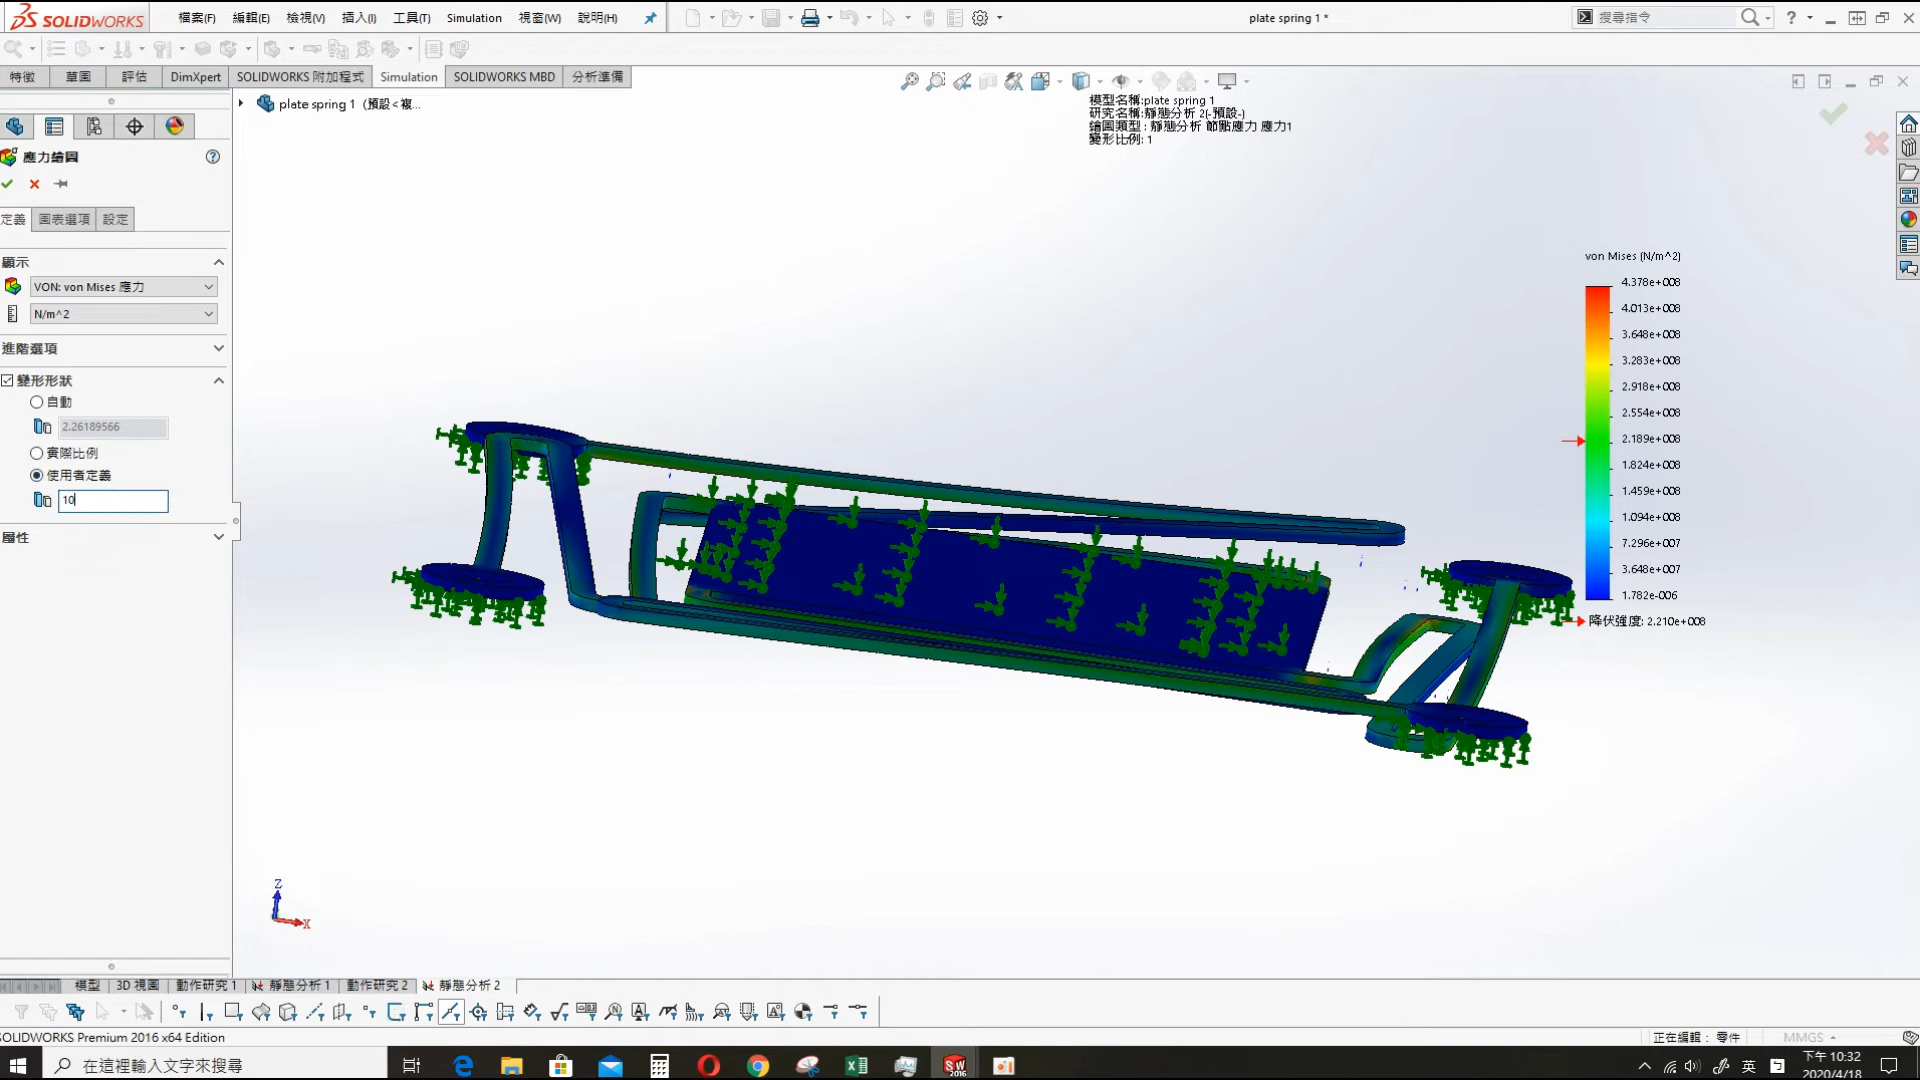 SOLIDWORKS
檔案(F) 編輯(E) 檢視(V) 插入(I) 工具(T) Simulation 視窗(W) 說明(H)
plate spring 1 *
搜尋指令
特徵 草圖 評估 DimXpert SOLIDWORKS 附加程式 Simulation SOLIDWORKS MBD 分析準備
plate spring 1 (預設<複...
模型名稱:plate spring 1
研究名稱:靜態分析 2(-預設-)
繪圖類型: 靜態分析 節點應力 應力1
變形比例: 1
應力繪圖
定義 圖表選項 設定
顯示
VON: von Mises 應力
N/m^2
進階選項
變形形狀
自動
2.26189566
實際比例
使用者定義
10
屬性
von Mises (N/m^2)
4.378e+008
4.013e+008
3.648e+008
3.283e+008
2.918e+008
2.554e+008
2.189e+008
1.824e+008
1.459e+008
1.094e+008
7.296e+007
3.648e+007
1.782e-006
降伏強度: 2.210e+008
Z
X
模型 3D 視圖 動作研究 1 靜態分析 1 動作研究 2 靜態分析 2
SOLIDWORKS Premium 2016 x64 Edition
正在編輯: 零件
MMGS
在這裡輸入文字來搜尋
SW
2016
英
下午 10:32
2020/4/18